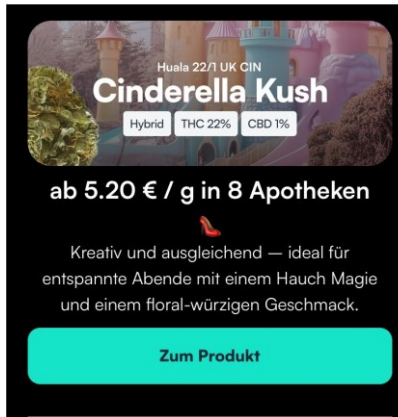 Huala 22/1 UK CIN
Cinderella Kush
Hybrid THC 22% CBD 1%
ab 5.20 € / g in 8 Apotheken
👠
Kreativ und ausgleichend – ideal für
entspannte Abende mit einem Hauch Magie
und einem floral-würzigen Geschmack.
Zum Produkt